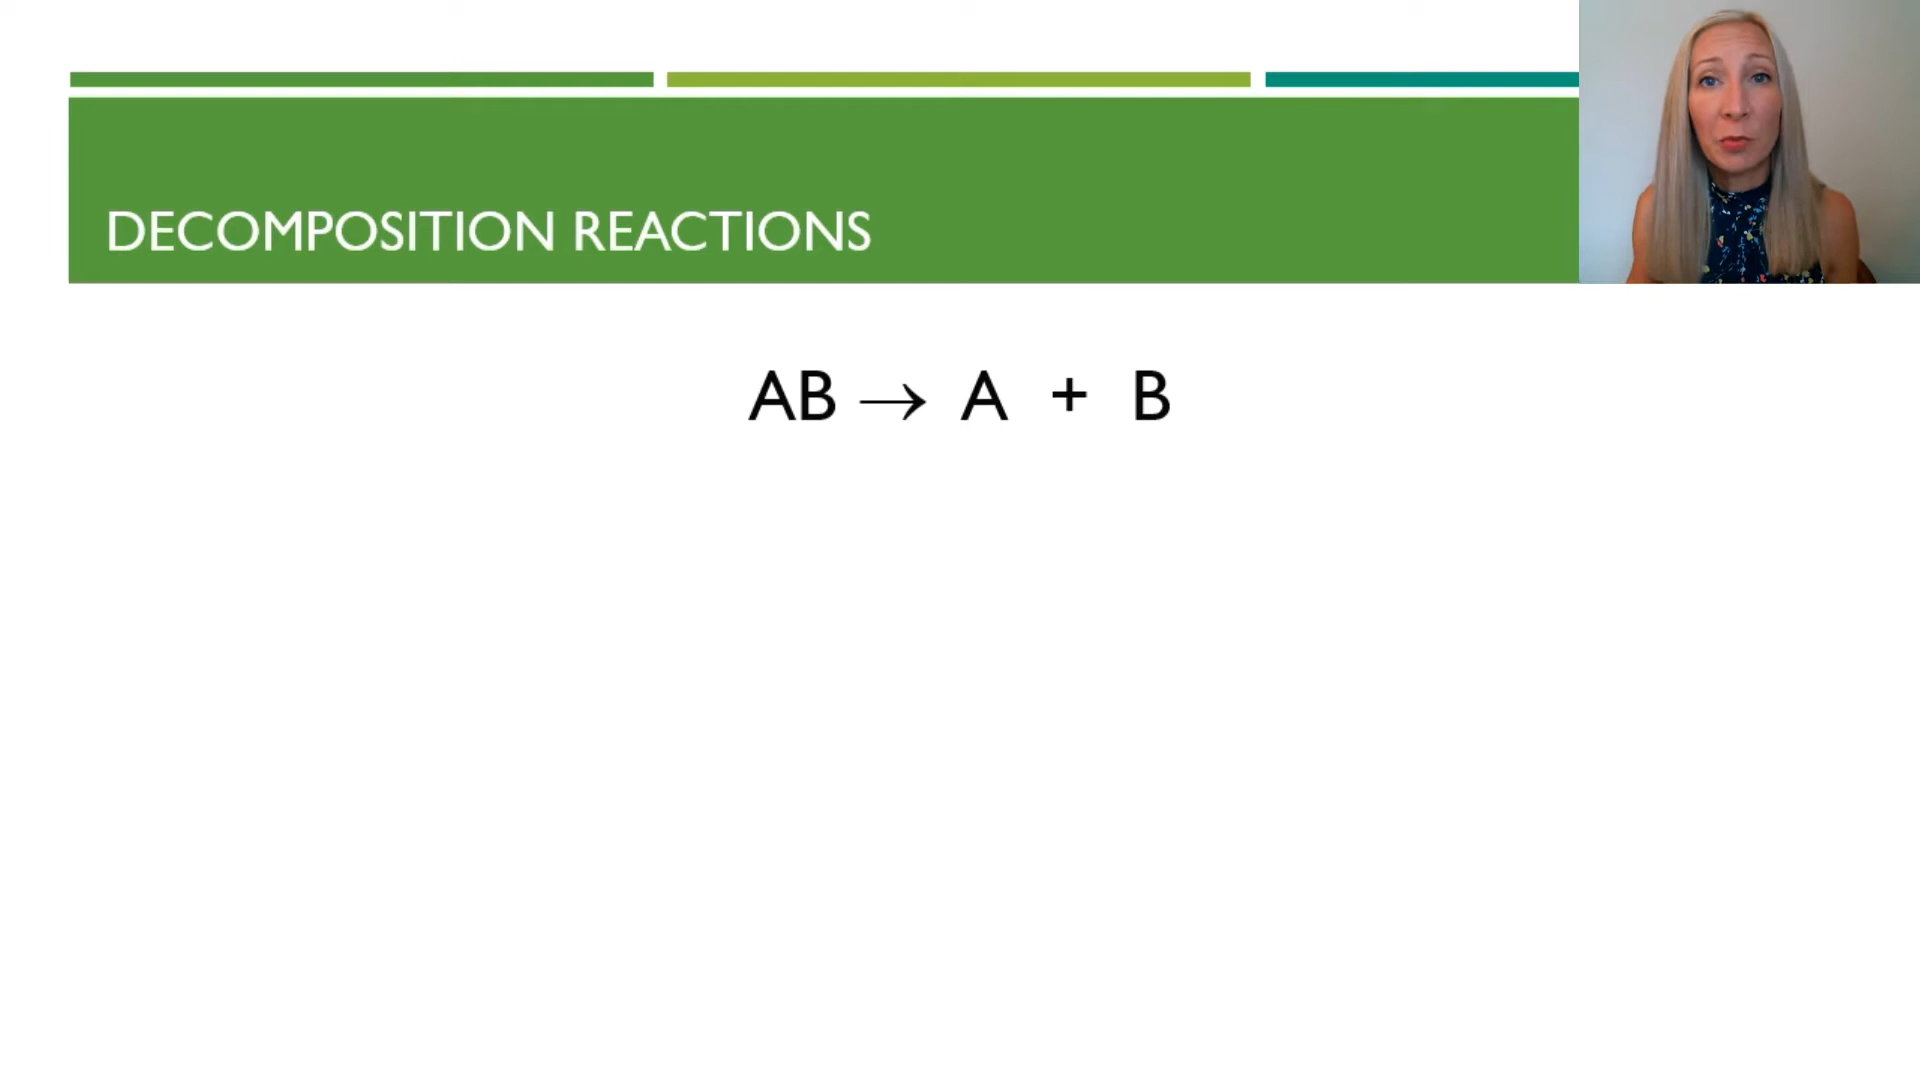 DECOMPOSITION REACTIONS
AB → A + B